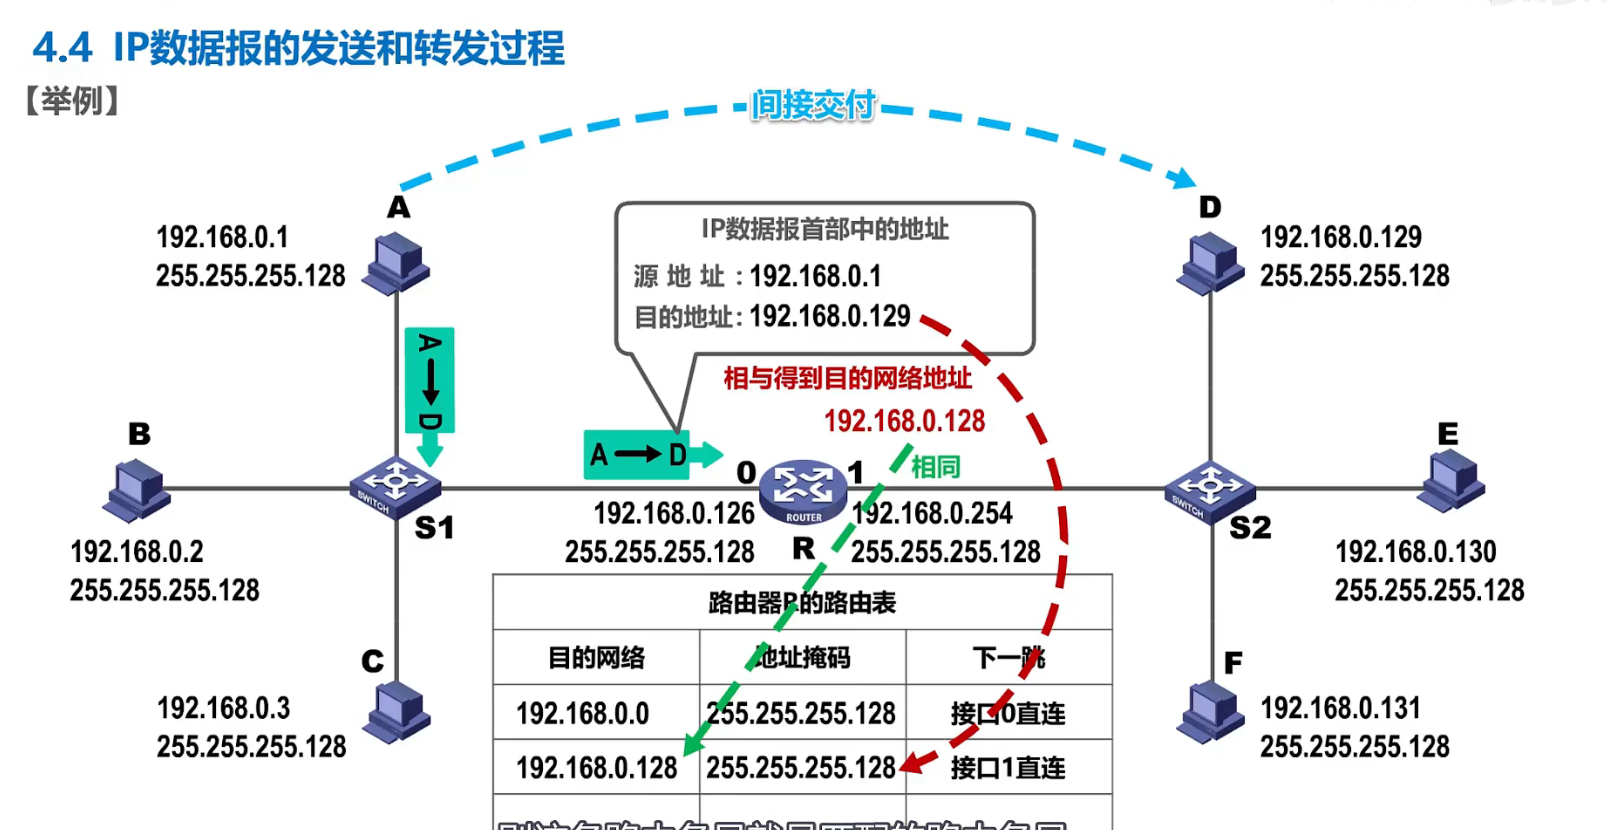 4.4 IP数据报的发送和转发过程
【举例】
间接交付
A
D
192.168.0.1
255.255.255.128
IP数据报首部中的地址
源地址：192.168.0.1
目的地址：192.168.0.129
192.168.0.129
255.255.255.128
A→D
相与得到目的网络地址
192.168.0.128
B
A→D
0
1
相同
E
SWITCH
ROUTER
SWITCH
S1
192.168.0.126
255.255.255.128
R
192.168.0.254
255.255.255.128
S2
192.168.0.2
255.255.255.128
192.168.0.130
255.255.255.128
路由器R的路由表
目的网络 地址掩码 下一跳
192.168.0.0 255.255.255.128 接口0直连
192.168.0.128 255.255.255.128 接口1直连
C
192.168.0.3
255.255.255.128
F
192.168.0.131
255.255.255.128